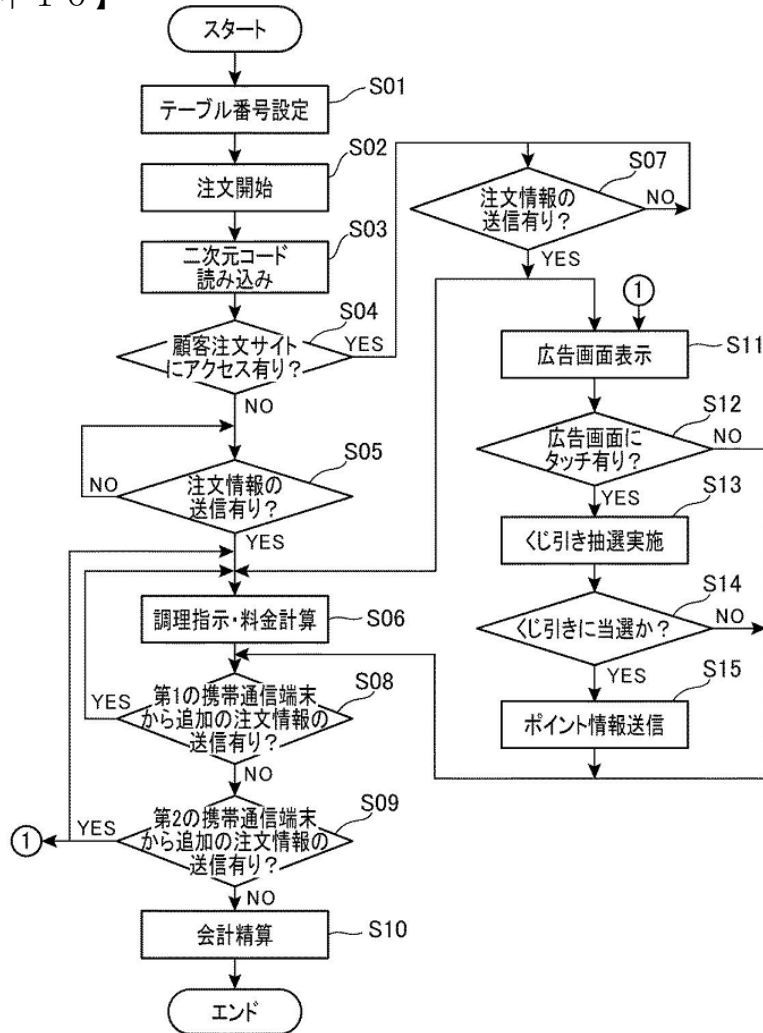 １０】
スタート
テーブル番号設定
S01
注文開始
S02
二次元コード
読み込み
S03
顧客注文サイト
にアクセス有り？
S04
YES
NO
注文情報の
送信有り？
S05
NO
YES
調理指示・料金計算
S06
第1の携帯通信端末
から追加の注文情報の
送信有り？
S08
YES
NO
第2の携帯通信端末
から追加の注文情報の
送信有り？
S09
YES
①
NO
会計精算
S10
エンド
注文情報の
送信有り？
S07
NO
YES
①
広告画面表示
S11
広告画面に
タッチ有り？
S12
NO
YES
くじ引き抽選実施
S13
くじ引きに当選か？
S14
NO
YES
ポイント情報送信
S15